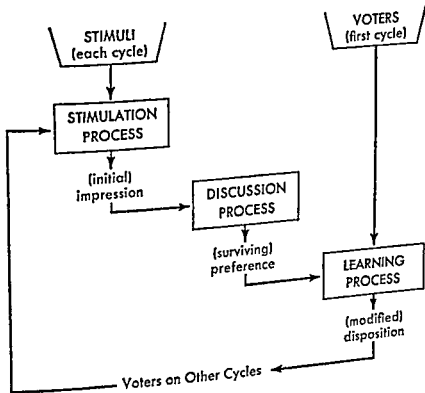 STIMULI
(each cycle)
VOTERS
(first cycle)
STIMULATION
PROCESS
(initial)
impression
DISCUSSION
PROCESS
(surviving)
preference
LEARNING
PROCESS
(modified)
disposition
Voters on Other Cycles